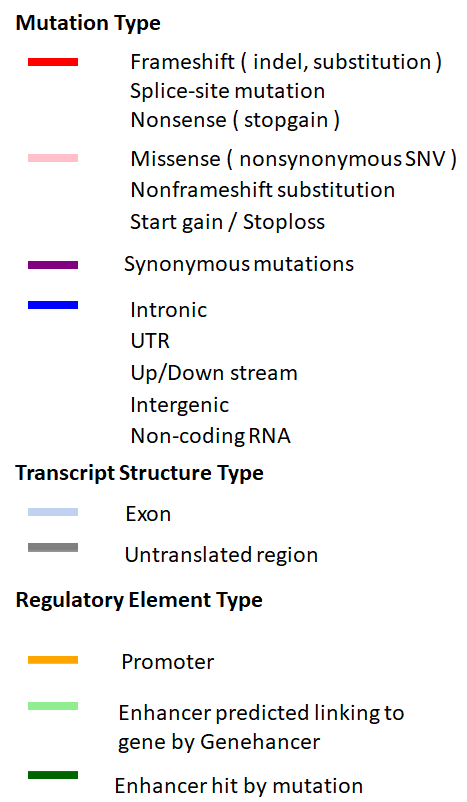 Mutation Type
Frameshift ( indel, substitution )
Splice-site mutation
Nonsense ( stopgain )
Missense ( nonsynonymous SNV )
Nonframeshift substitution
Start gain / Stoploss
Synonymous mutations
Intronic
UTR
Up/Down stream
Intergenic
Non-coding RNA
Transcript Structure Type
Exon
Untranslated region
Regulatory Element Type
Promoter
Enhancer predicted linking to
gene by Genehancer
Enhancer hit by mutation